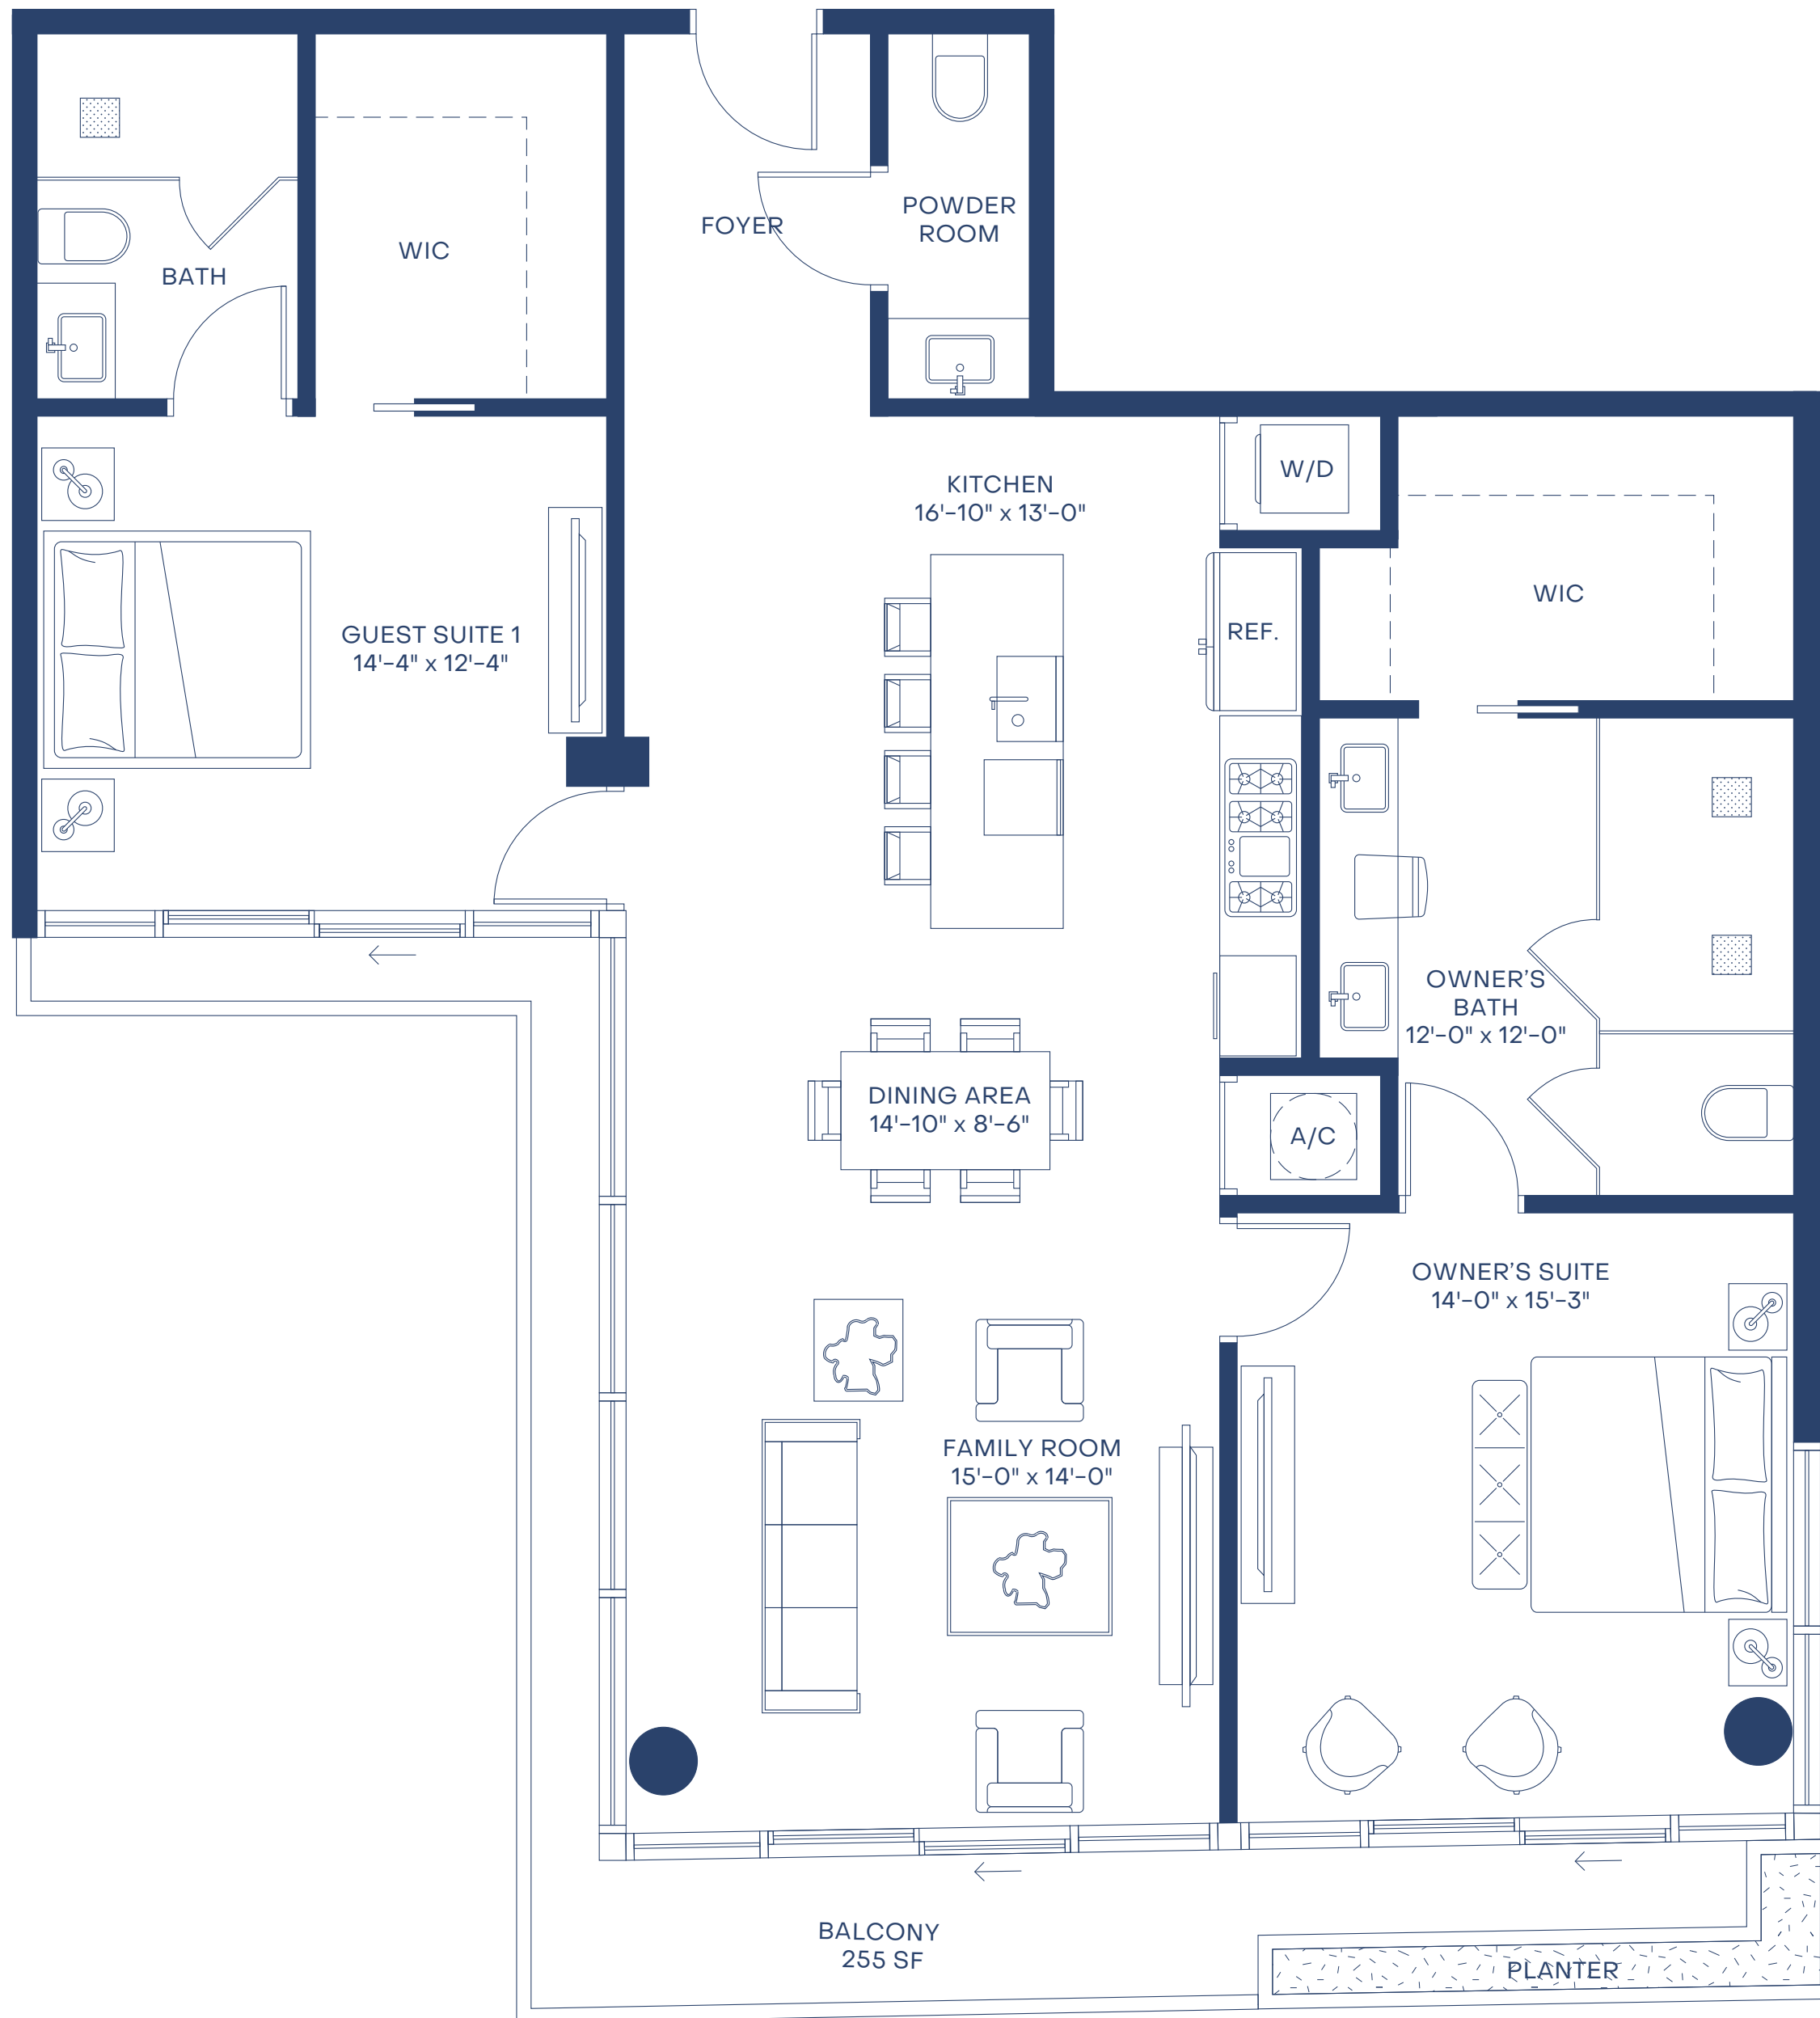 POWDER
ROOM
FOYER
WIC
BATH
W/D
KITCHEN
16'-10" x 13'-0"
WIC
REF.
GUEST SUITE 1
14'-4" x 12'-4"
OWNER'S
BATH
12'-0" x 12'-0"
DINING AREA
14'-10" x 8'-6"
A/C
OWNER'S SUITE
14'-0" x 15'-3"
FAMILY ROOM
15'-0" x 14'-0"
BALCONY
255 SF
PLANTER